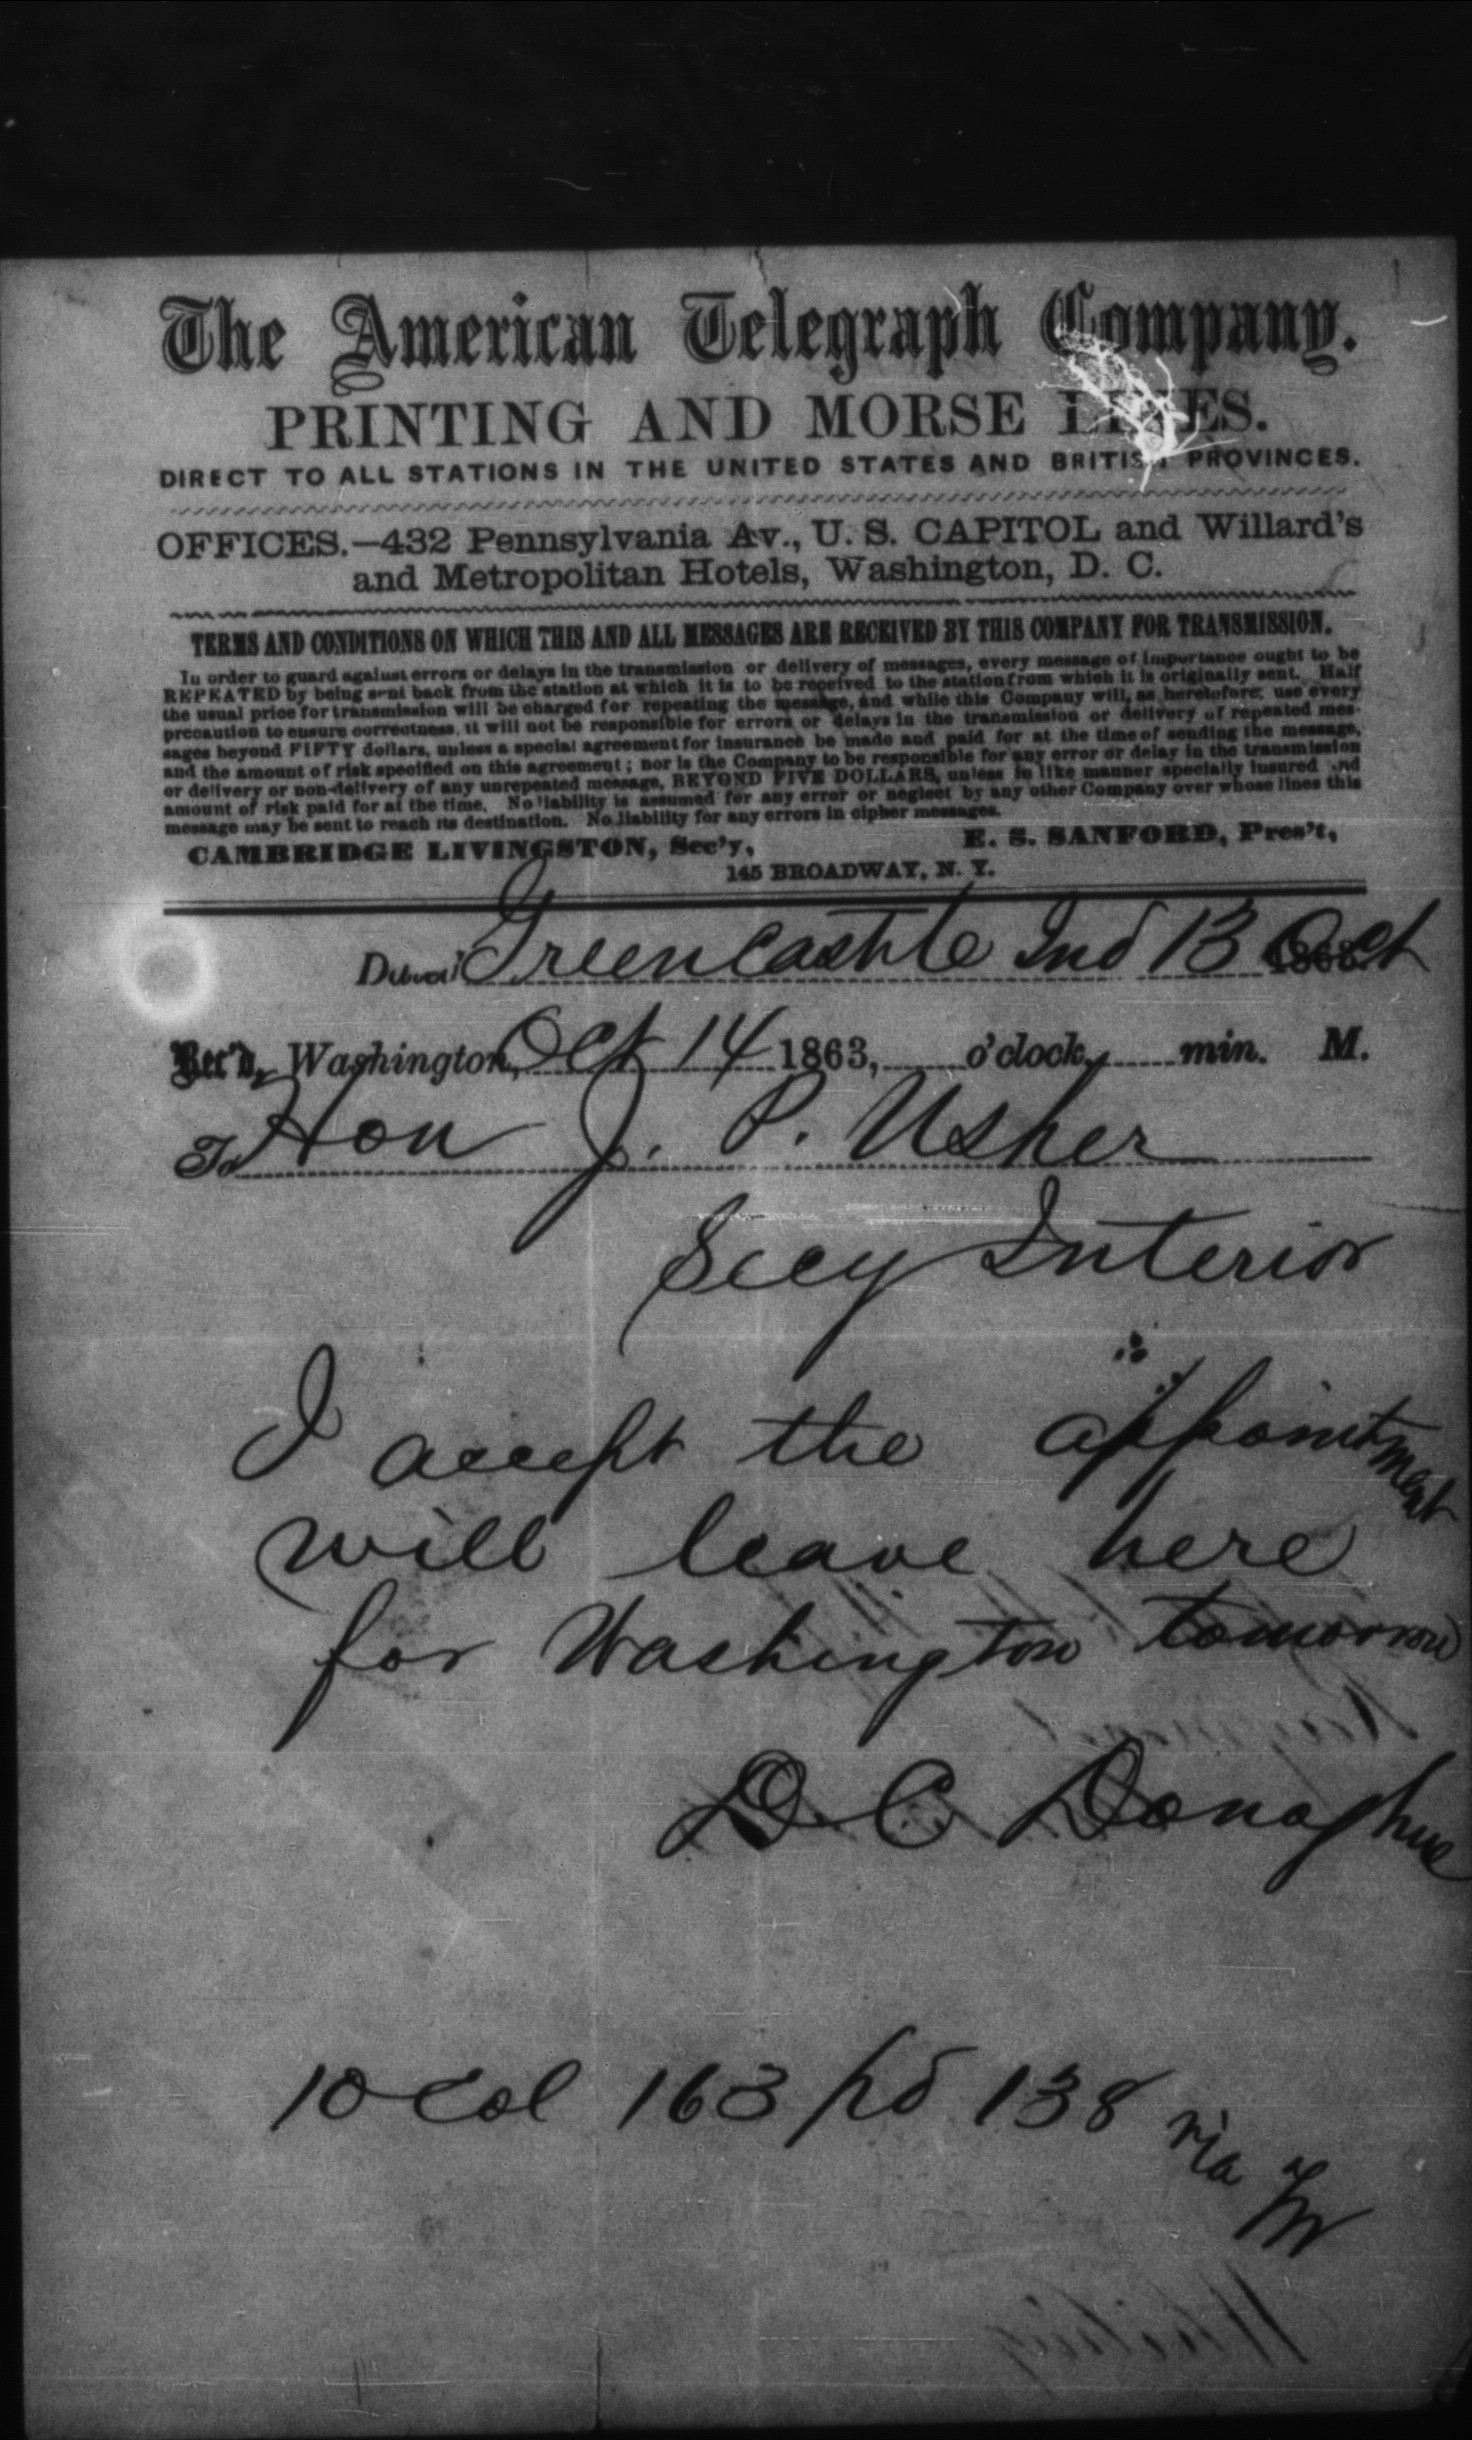 The American Telegraph Company.
PRINTING AND MORSE LINES.
DIRECT TO ALL STATIONS IN THE UNITED STATES AND BRITISH PROVINCES.
OFFICES.—432 Pennsylvania Av., U. S. CAPITOL and Willard's
and Metropolitan Hotels, Washington, D. C.
TERMS AND CONDITIONS ON WHICH THIS AND ALL MESSAGES ARE RECEIVED BY THIS COMPANY FOR TRANSMISSION.
In order to guard against errors or delays in the transmission or delivery of messages, every message of importance ought to be
REPEATED by being sent back from the station at which it is to be received to the station from which it is originally sent. Half
the usual price for transmission will be charged for repeating the message, and while this Company will, as heretofore, use every
precaution to ensure correctness, it will not be responsible for errors or delays in the transmission or delivery of repeated mes-
sages beyond FIFTY dollars, unless a special agreement for insurance be made and paid for at the time of sending the message,
and the amount of risk specified on this agreement; nor is the Company to be responsible for any error or delay in the transmission
or delivery or non-delivery of any unrepeated message, BEYOND FIVE DOLLARS, unless in like manner specially insured and
amount of risk paid for at the time. No liability is assumed for any error or neglect by any other Company over whose lines this
message may be sent to reach its destination. No liability for any errors in cipher messages.
CAMBRIDGE LIVINGSTON, Sec'y, E. S. SANFORD, Pres't,
145 BROADWAY, N. Y.
Dated Greencastle Ind 13 Oct 1863.
Rec'd, Washington, Oct 14 1863, o'clock, min. M.
To Hon J. P. Usher
Secy Interior
I accept the appointment
will leave here
for Washington tomorrow
D C Donaghue
10 Col 163 pd 138 via